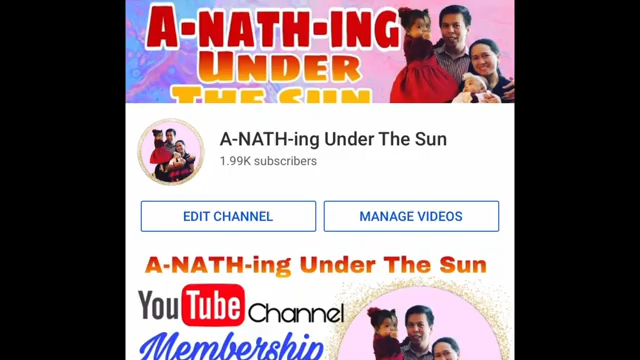 A-NATH-ING
UNDER
THE SUN
A-NATH-ing Under The Sun
1.99K subscribers
EDIT CHANNEL
MANAGE VIDEOS
A-NATH-ing Under The Sun
YouTube Channel
Membership